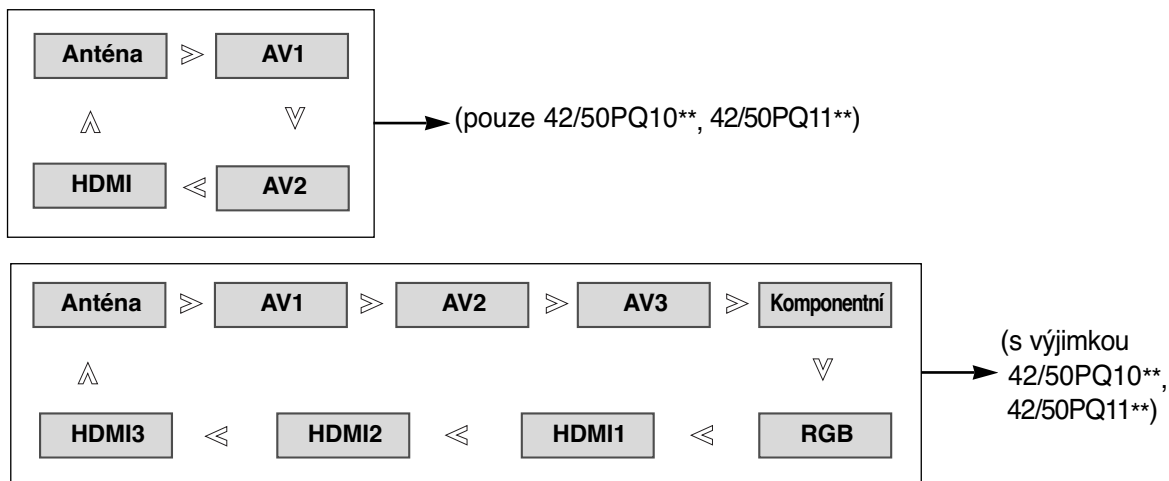 Anténa AV1
(pouze 42/50PQ10**, 42/50PQ11**)
HDMI AV2
Anténa AV1 AV2 AV3 Komponentní
(s výjimkou
42/50PQ10**,
42/50PQ11**)
HDMI3 HDMI2 HDMI1 RGB